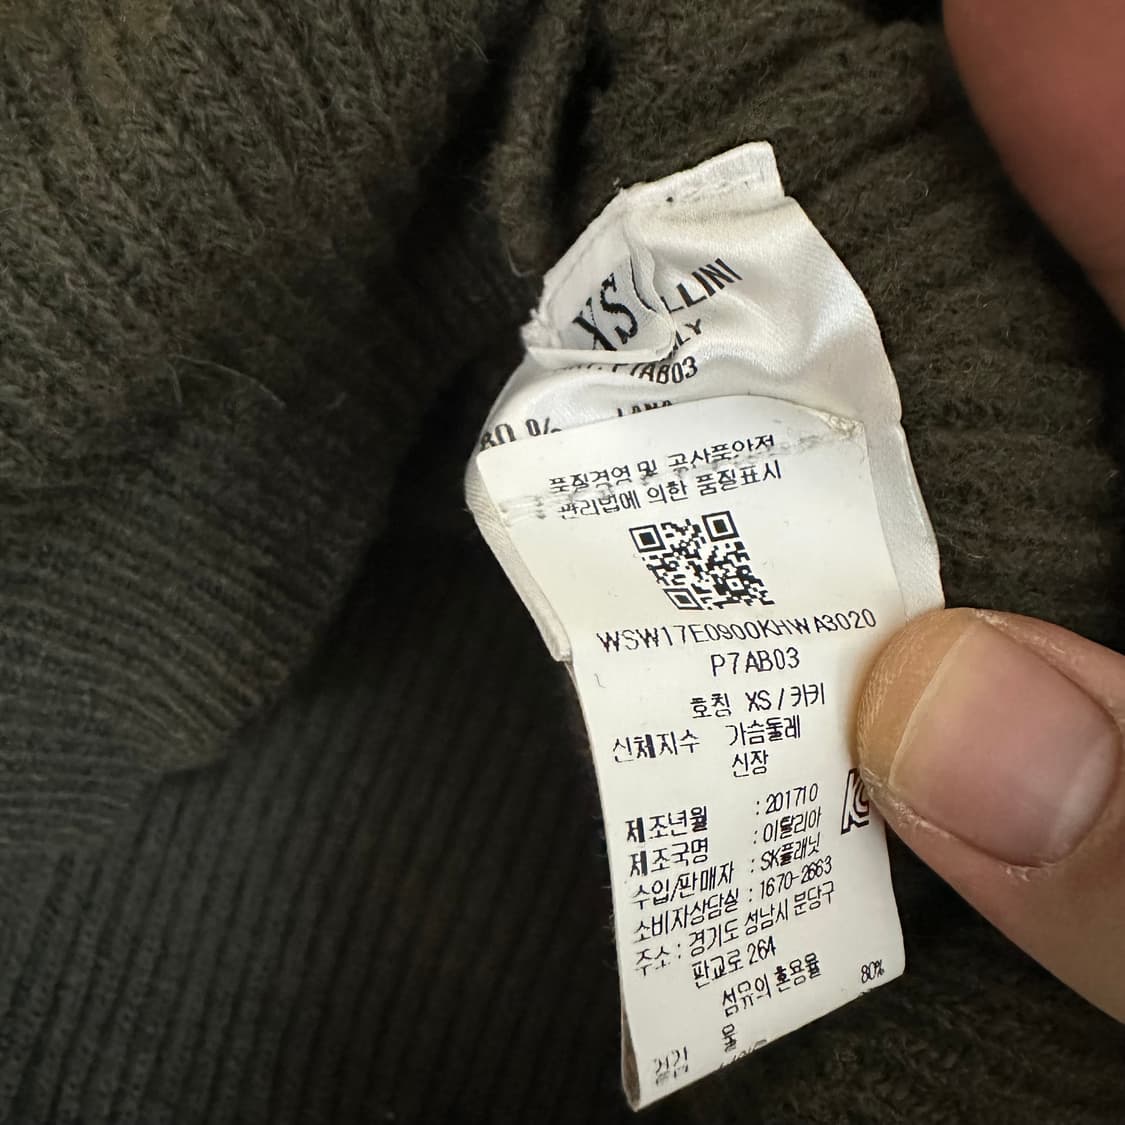 XS
LLINI
LY
P7AB03
LANA
80 %
품질경영 및 공산품안전
관리법에 의한 품질표시
WSW17E0900KHWA3020
P7AB03
호칭 XS / 카키
신체지수 가슴둘레
신장
제조년월 : 201710
제조국명 : 이탈리아
수입/판매자 : SK플래닛
소비자상담실 : 1670-2663
주소 : 경기도 성남시 분당구
판교로 264
섬유의 혼용율
울 80%
겉감